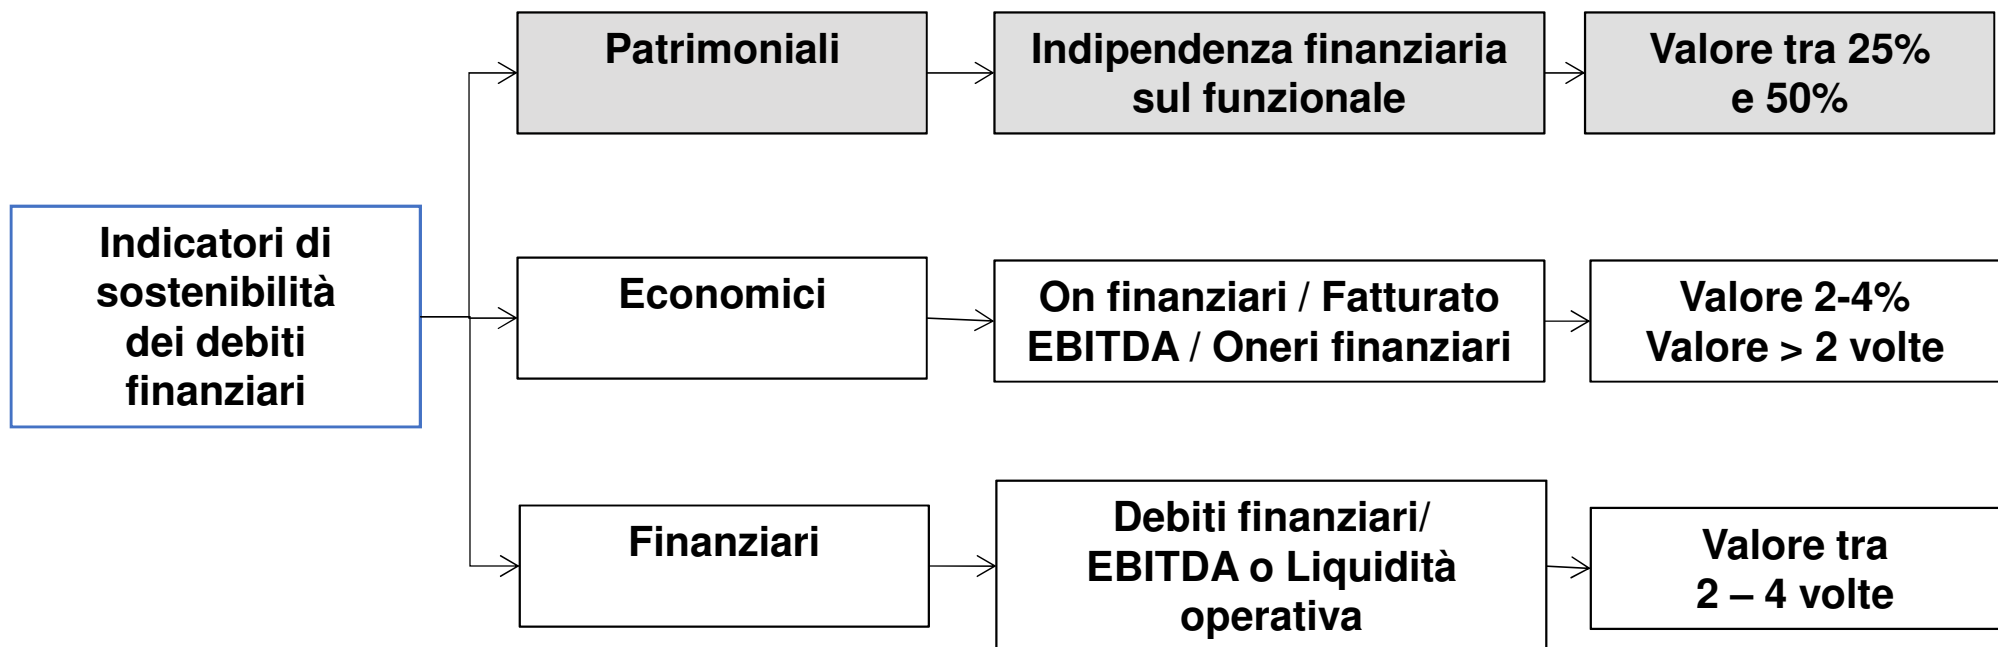 Patrimoniali
Indipendenza finanziaria
sul funzionale
Valore tra 25%
e 50%
Indicatori di
sostenibilità
dei debiti
finanziari
Economici
On finanziari / Fatturato
EBITDA / Oneri finanziari
Valore 2-4%
Valore > 2 volte
Finanziari
Debiti finanziari/
EBITDA o Liquidità
operativa
Valore tra
2 – 4 volte